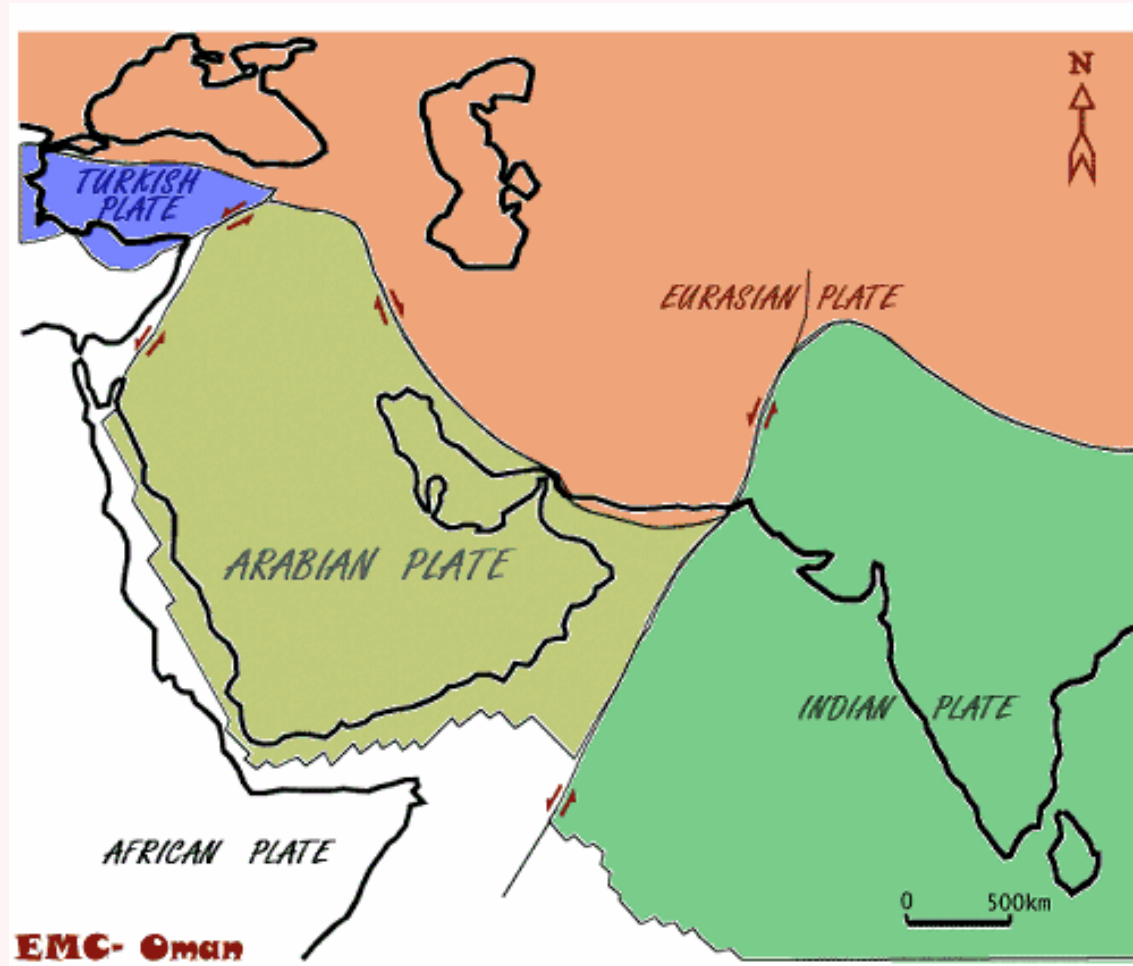 N
TURKISH
PLATE
EURASIAN PLATE
ARABIAN PLATE
INDIAN PLATE
AFRICAN PLATE
0 500km
EMC- Oman